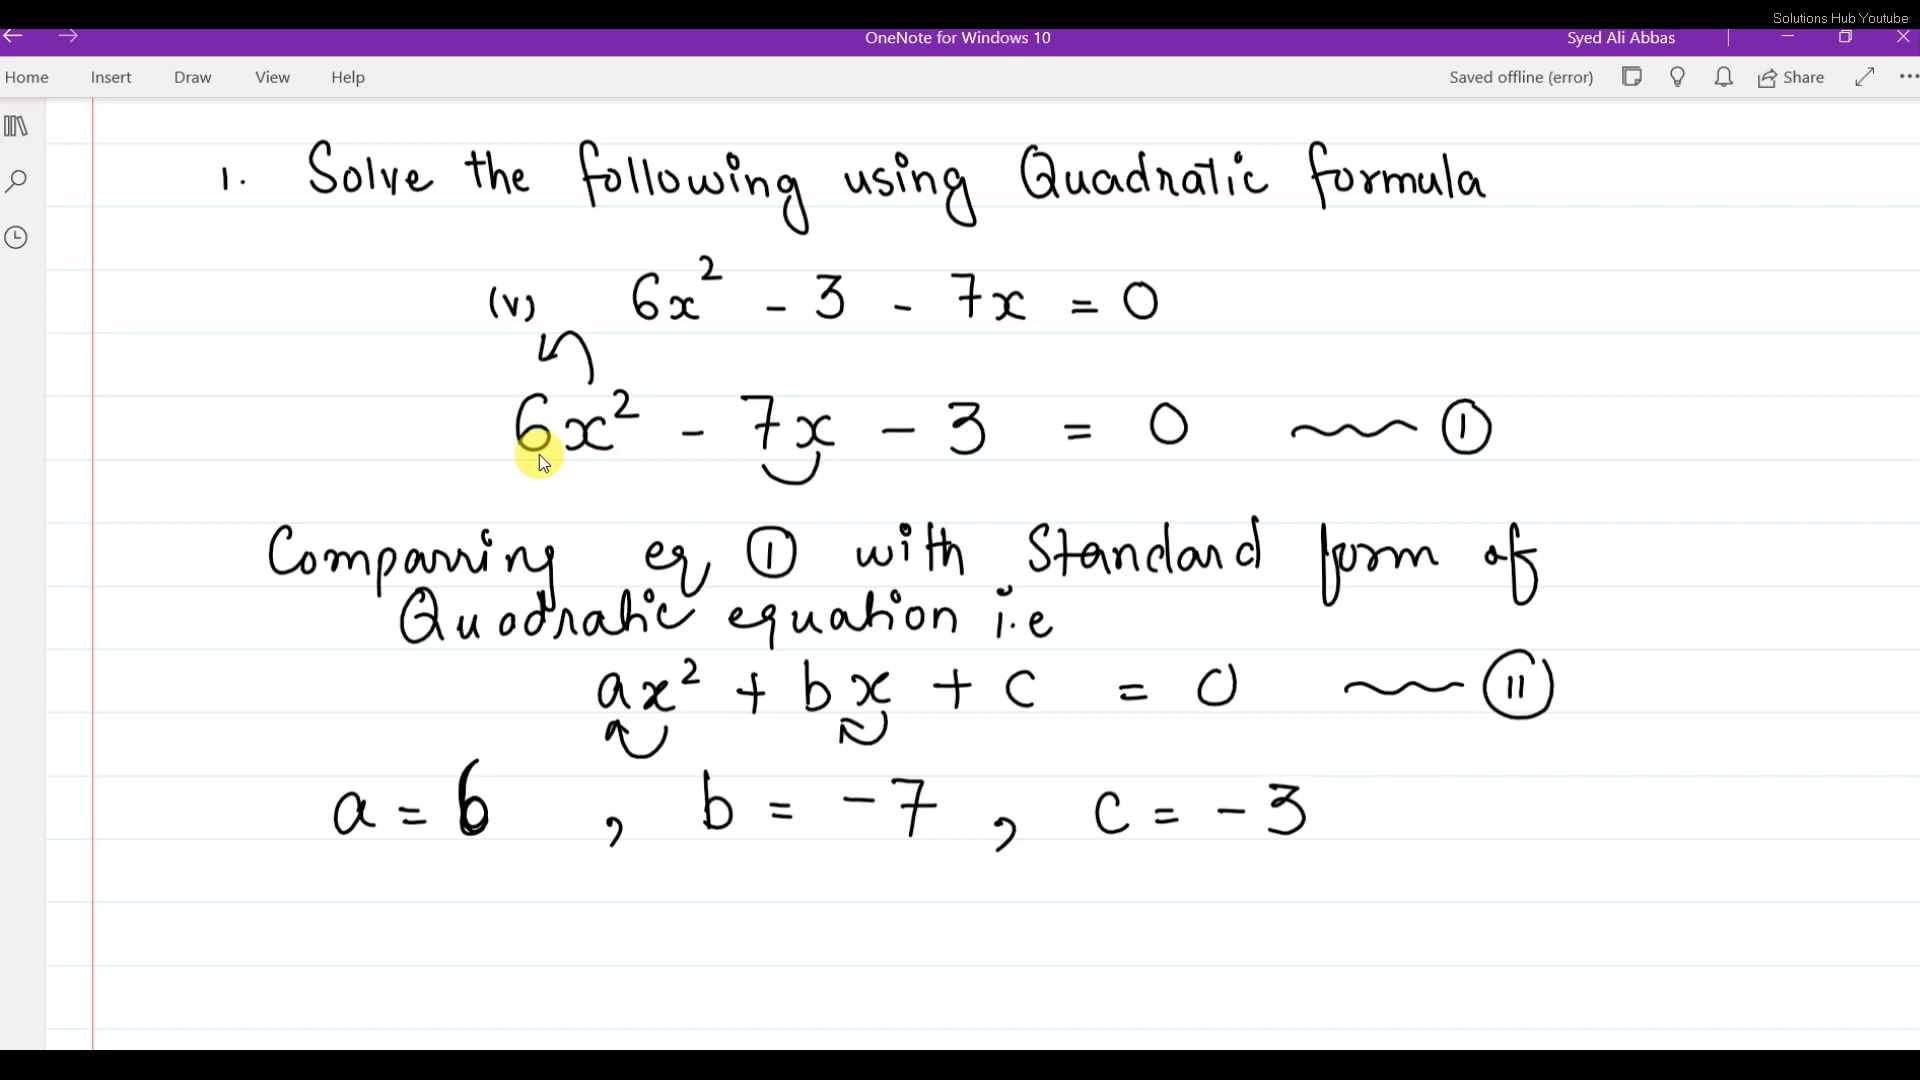 Solutions Hub Youtube
OneNote for Windows 10 Syed Ali Abbas
Home Insert Draw View Help Saved offline (error) Share
1. Solve the following using Quadratic formula
(v) 6x² - 3 - 7x = 0
6x² - 7x - 3 = 0 ①
Comparring eq ① with Standard form of
Quadratic equation i.e
ax² + bx + c = 0 ⑪
a = 6 , b = -7 , c = -3